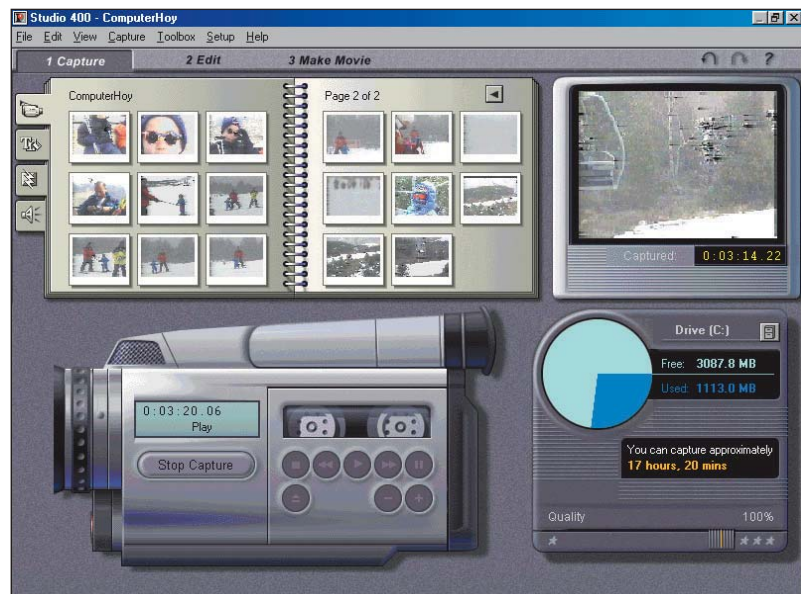 Studio 400 - ComputerHoy
File Edit View Capture Toolbox Setup Help
1 Capture 2 Edit 3 Make Movie ?
ComputerHoy
Page 2 of 2
Captured: 0:03:14.22
0:03:20.06
Play
Stop Capture
Drive (C:)
Free: 3087.8 MB
Used: 1113.0 MB
You can capture approximately
17 hours, 20 mins
Quality 100%